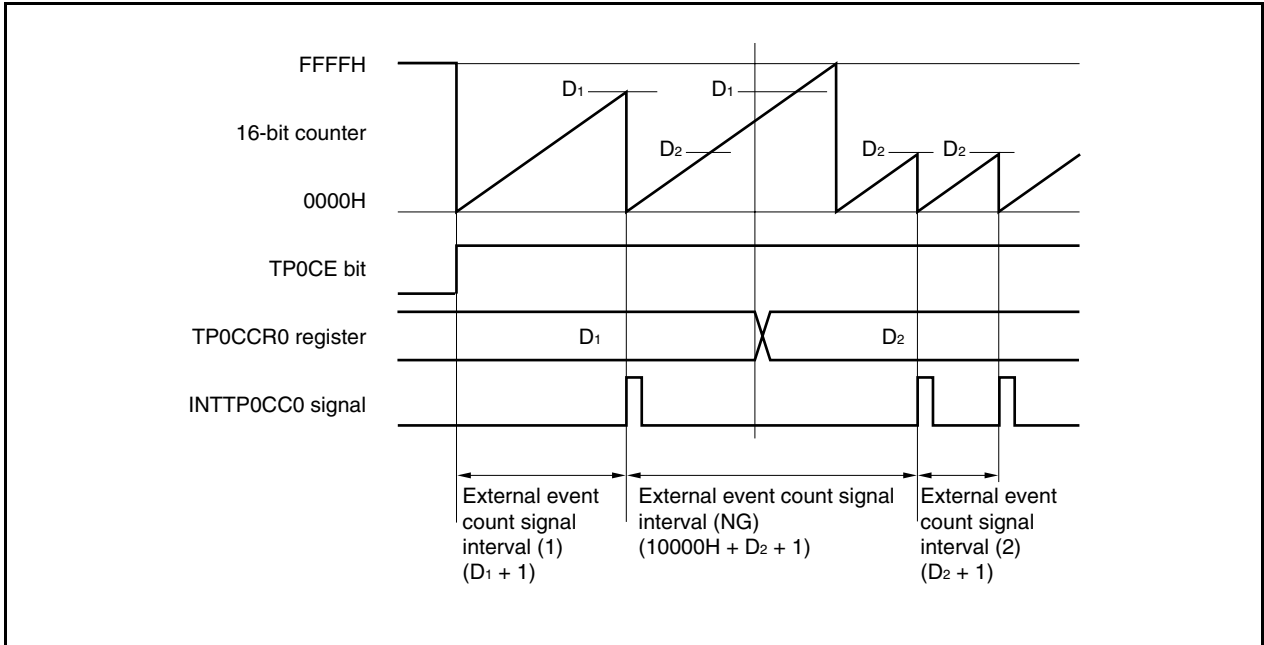 FFFFH
D1
D1
16-bit counter
D2
D2
D2
0000H
TP0CE bit
TP0CCR0 register
D1
D2
INTTP0CC0 signal
External event
count signal
interval (1)
(D1 + 1)
External event count signal
interval (NG)
(10000H + D2 + 1)
External event
count signal
interval (2)
(D2 + 1)